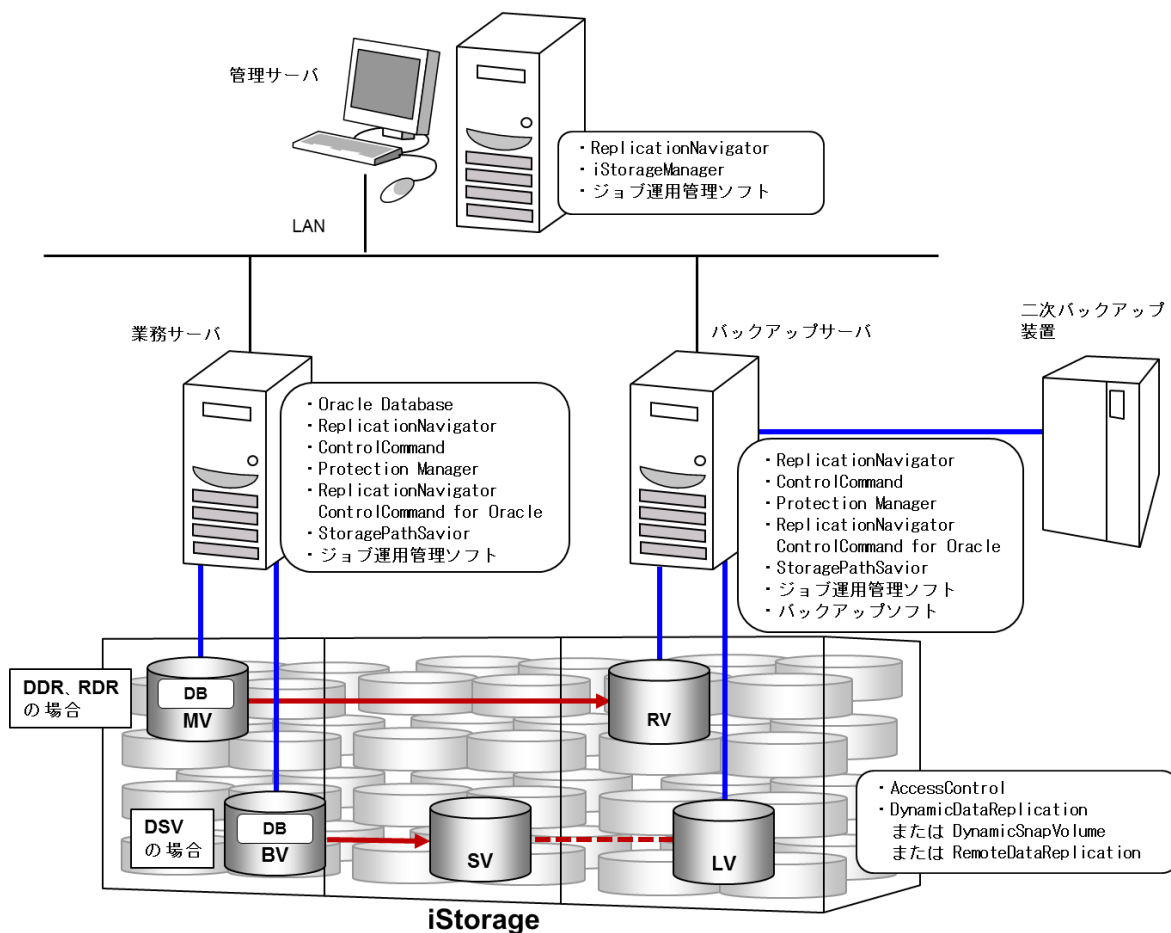 管理サーバ
・ReplicationNavigator
・iStorageManager
・ジョブ運用管理ソフト
LAN
業務サーバ
・Oracle Database
・ReplicationNavigator
・ControlCommand
・Protection Manager
・ReplicationNavigator
ControlCommand for Oracle
・StoragePathSavior
・ジョブ運用管理ソフト
バックアップサーバ
・ReplicationNavigator
・ControlCommand
・Protection Manager
・ReplicationNavigator
ControlCommand for Oracle
・StoragePathSavior
・ジョブ運用管理ソフト
・バックアップソフト
二次バックアップ
装置
DDR、RDR
の場合
DB
MV
RV
DSV
の場合
DB
BV
SV
LV
・AccessControl
・DynamicDataReplication
または DynamicSnapVolume
または RemoteDataReplication
iStorage